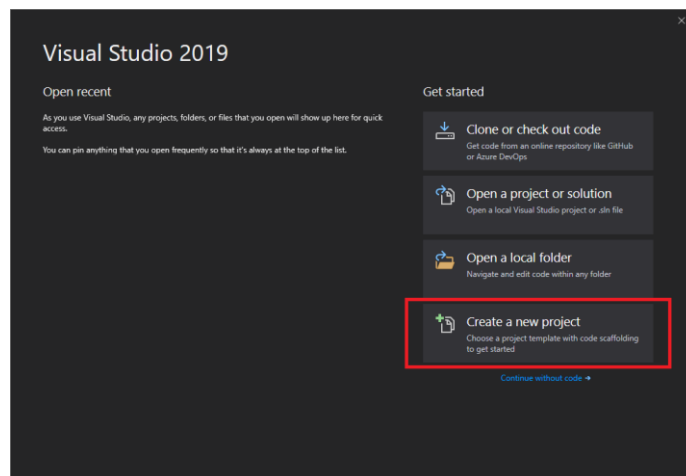 Visual Studio 2019
Open recent
As you use Visual Studio, any projects, folders, or files that you open will show up here for quick
access.
You can pin anything that you open frequently so that it's always at the top of the list.
Get started
Clone or check out code
Get code from an online repository like GitHub
or Azure DevOps
Open a project or solution
Open a local Visual Studio project or .sln file
Open a local folder
Navigate and edit code within any folder
Create a new project
Choose a project template with code scaffolding
to get started
Continue without code